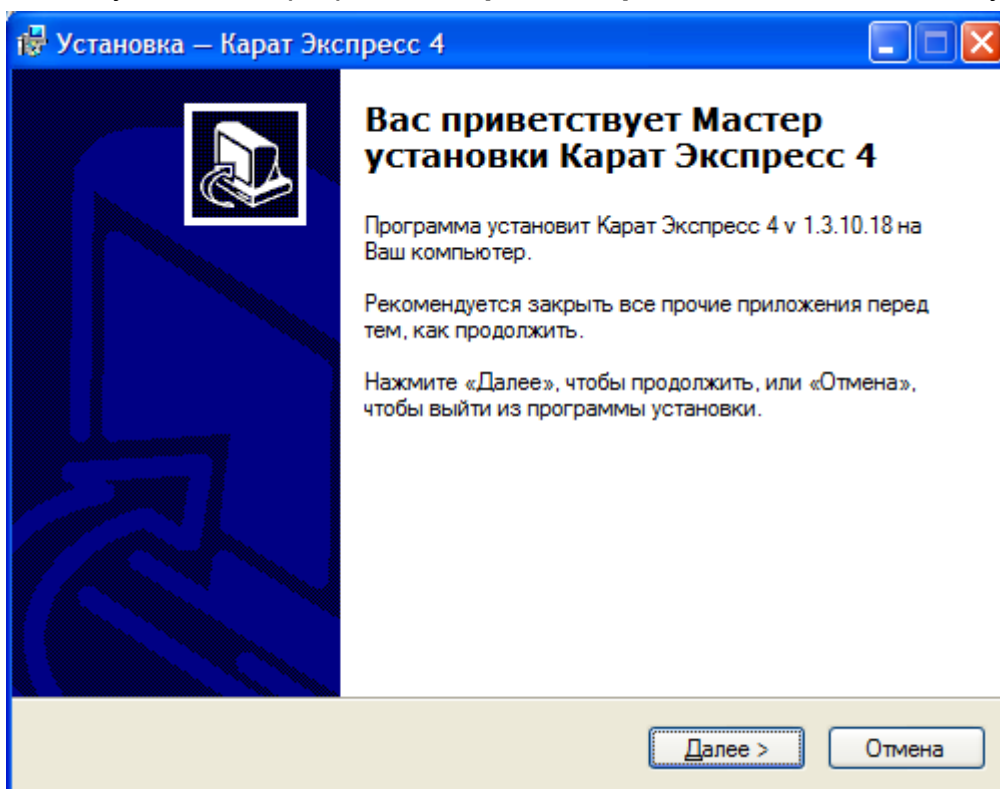 Установка — Карат Экспресс 4
Вас приветствует Мастер
установки Карат Экспресс 4
Программа установит Карат Экспресс 4 v 1.3.10.18 на
Ваш компьютер.
Рекомендуется закрыть все прочие приложения перед
тем, как продолжить.
Нажмите «Далее», чтобы продолжить, или «Отмена»,
чтобы выйти из программы установки.
Далее >
Отмена